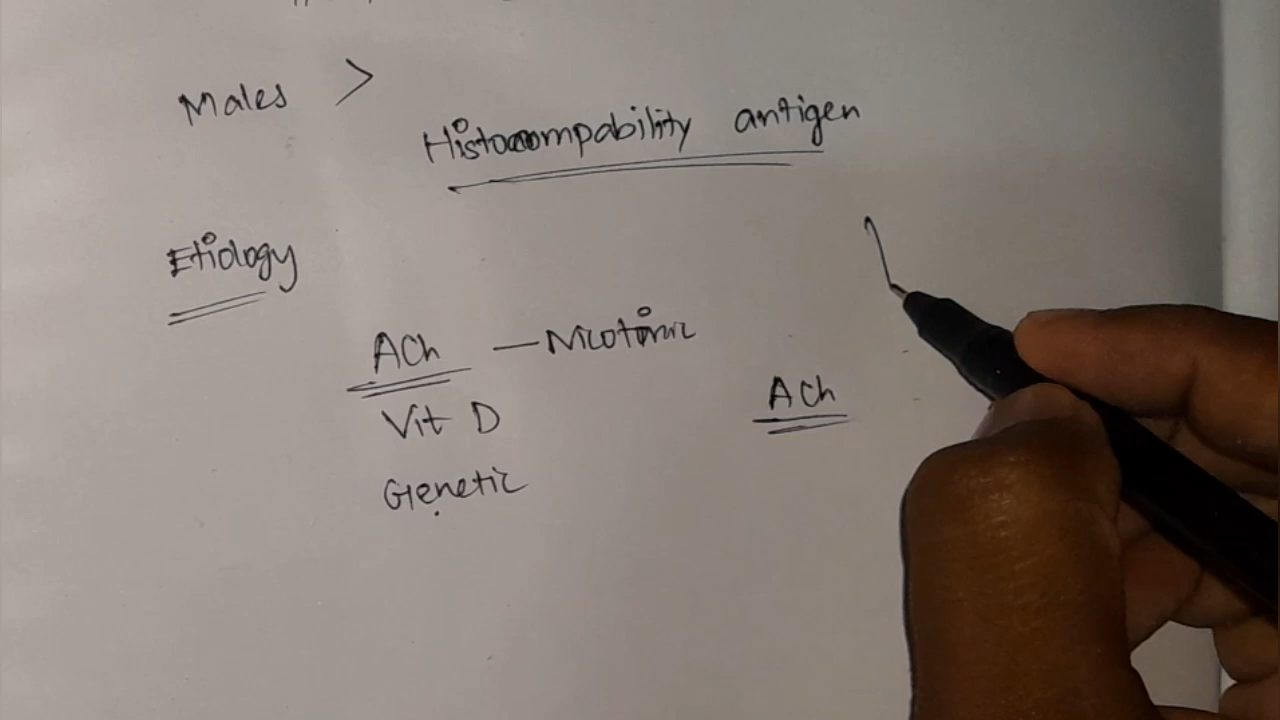 Males >
Histocompability antigen
Etiology
ACh — Nicotinic
Vit D
ACh
Genetic